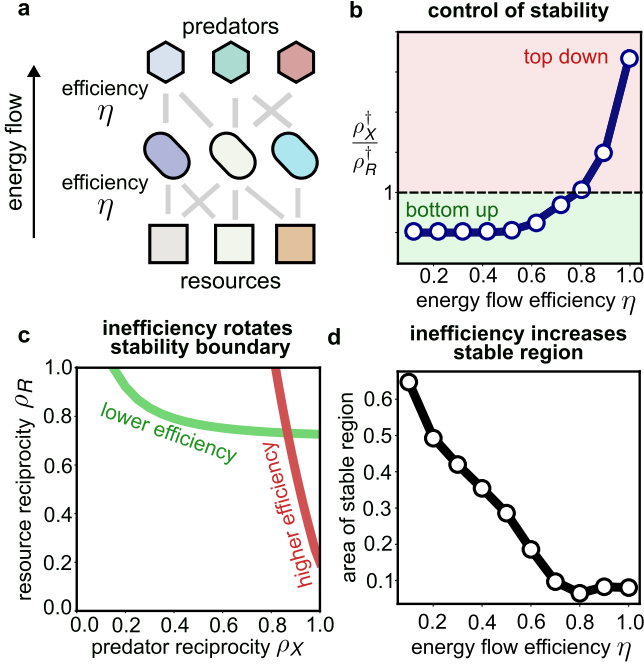 a
predators
efficiency
η
energy flow
efficiency
η
resources
b
control of stability
top down
ρ†X
ρ†R
1
bottom up
0.2 0.4 0.6 0.8 1.0
energy flow efficiency η
c
inefficiency rotates
stability boundary
resource reciprocity ρR
1.0
0.8
0.6
0.4
0.2
0.0
lower efficiency
higher efficiency
0.0 0.2 0.4 0.6 0.8 1.0
predator reciprocity ρX
d
inefficiency increases
stable region
area of stable region
0.6
0.5
0.4
0.3
0.2
0.1
0.2 0.4 0.6 0.8 1.0
energy flow efficiency η